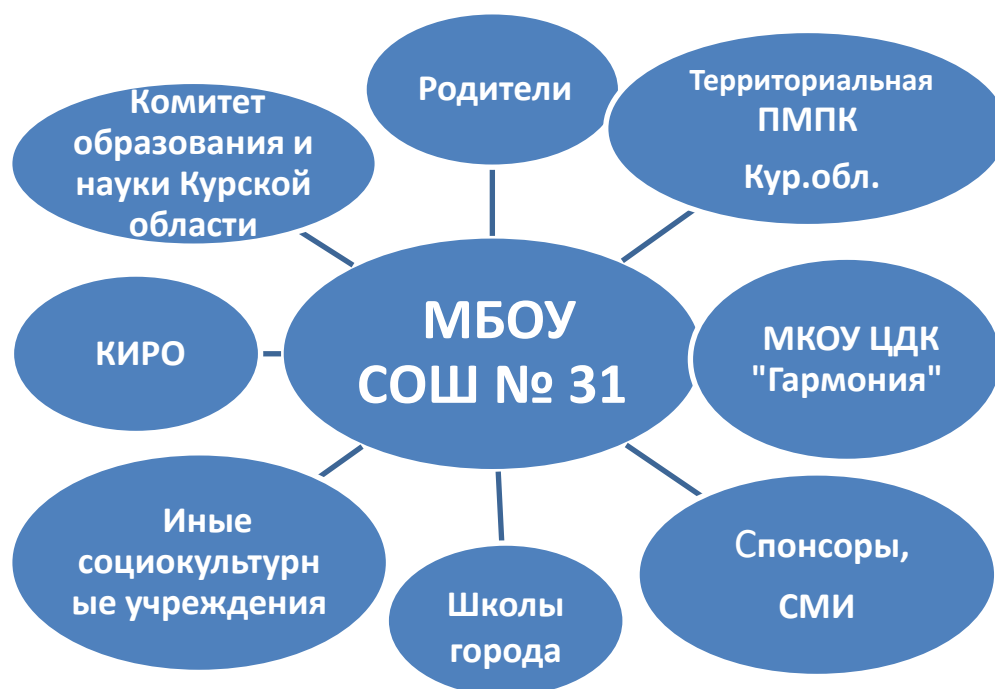 Родители
Территориальная
ПМПК
Кур.обл.
Комитет
образования и
науки Курской
области
МБОУ
СОШ № 31
КИРО
МКОУ ЦДК
"Гармония"
Иные
социокультурн
ые учреждения
Школы
города
Спонсоры,
СМИ